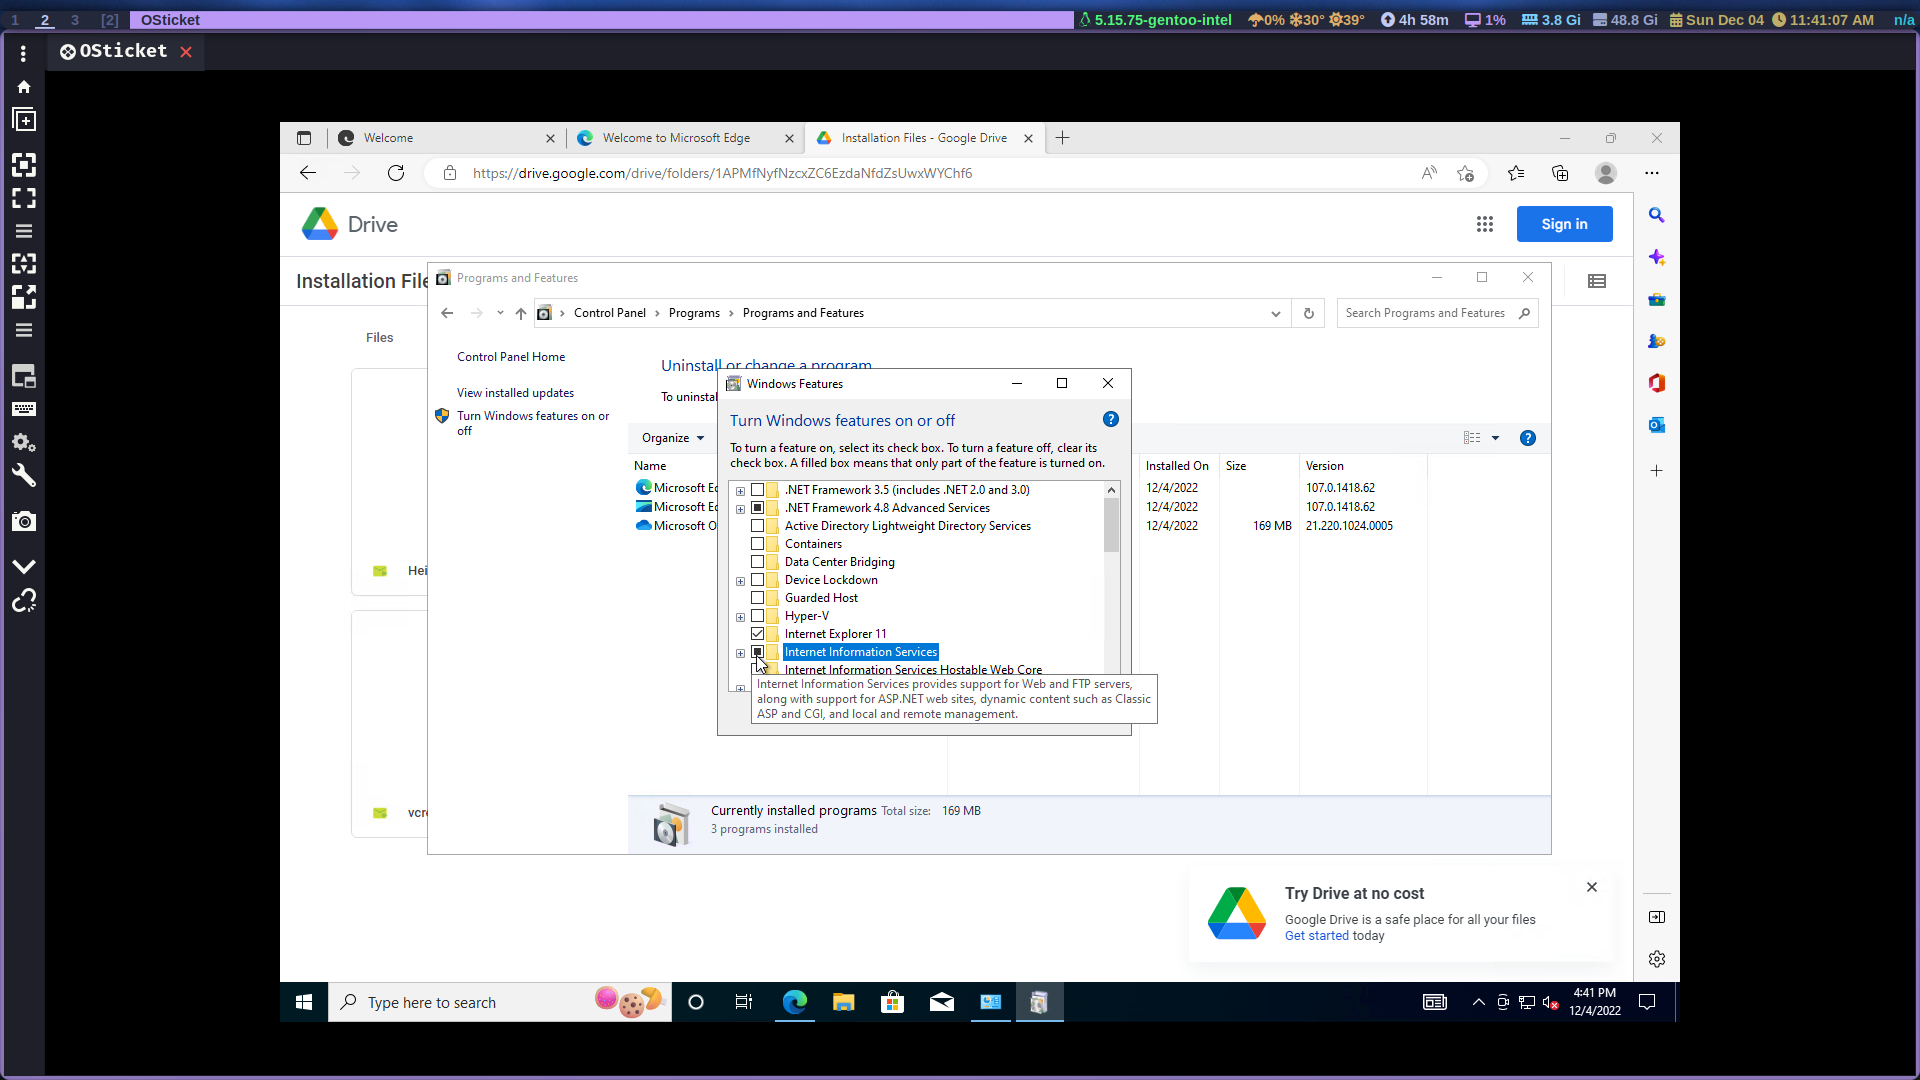 1 2 3 [2] OSticket 5.15.75-gentoo-intel 0% 30° 39° 4h 58m 1% 3.8 Gi 48.8 Gi Sun Dec 04 11:41:07 AM n/a
OSticket
Welcome
Welcome to Microsoft Edge
Installation Files - Google Drive
https://drive.google.com/drive/folders/1APMfNyfNzcxZC6EzdaNfdZsUwxWYChf6
Drive
Sign in
Installation File
Programs and Features
Control Panel > Programs > Programs and Features
Search Programs and Features
Files
Control Panel Home
View installed updates
Turn Windows features on or
off
Uninstall or change a program
To uninstal
Organize
Name
Installed On
Size
Version
Microsoft Ed
12/4/2022
107.0.1418.62
Microsoft Ed
12/4/2022
107.0.1418.62
Microsoft O
12/4/2022
169 MB
21.220.1024.0005
Windows Features
Turn Windows features on or off
To turn a feature on, select its check box. To turn a feature off, clear its
check box. A filled box means that only part of the feature is turned on.
.NET Framework 3.5 (includes .NET 2.0 and 3.0)
.NET Framework 4.8 Advanced Services
Active Directory Lightweight Directory Services
Containers
Data Center Bridging
Device Lockdown
Guarded Host
Hyper-V
Internet Explorer 11
Internet Information Services
Internet Information Services Hostable Web Core
Internet Information Services provides support for Web and FTP servers,
along with support for ASP.NET web sites, dynamic content such as Classic
ASP and CGI, and local and remote management.
Hei
vcre
Currently installed programs Total size: 169 MB
3 programs installed
Try Drive at no cost
Google Drive is a safe place for all your files
Get started today
Type here to search
4:41 PM
12/4/2022